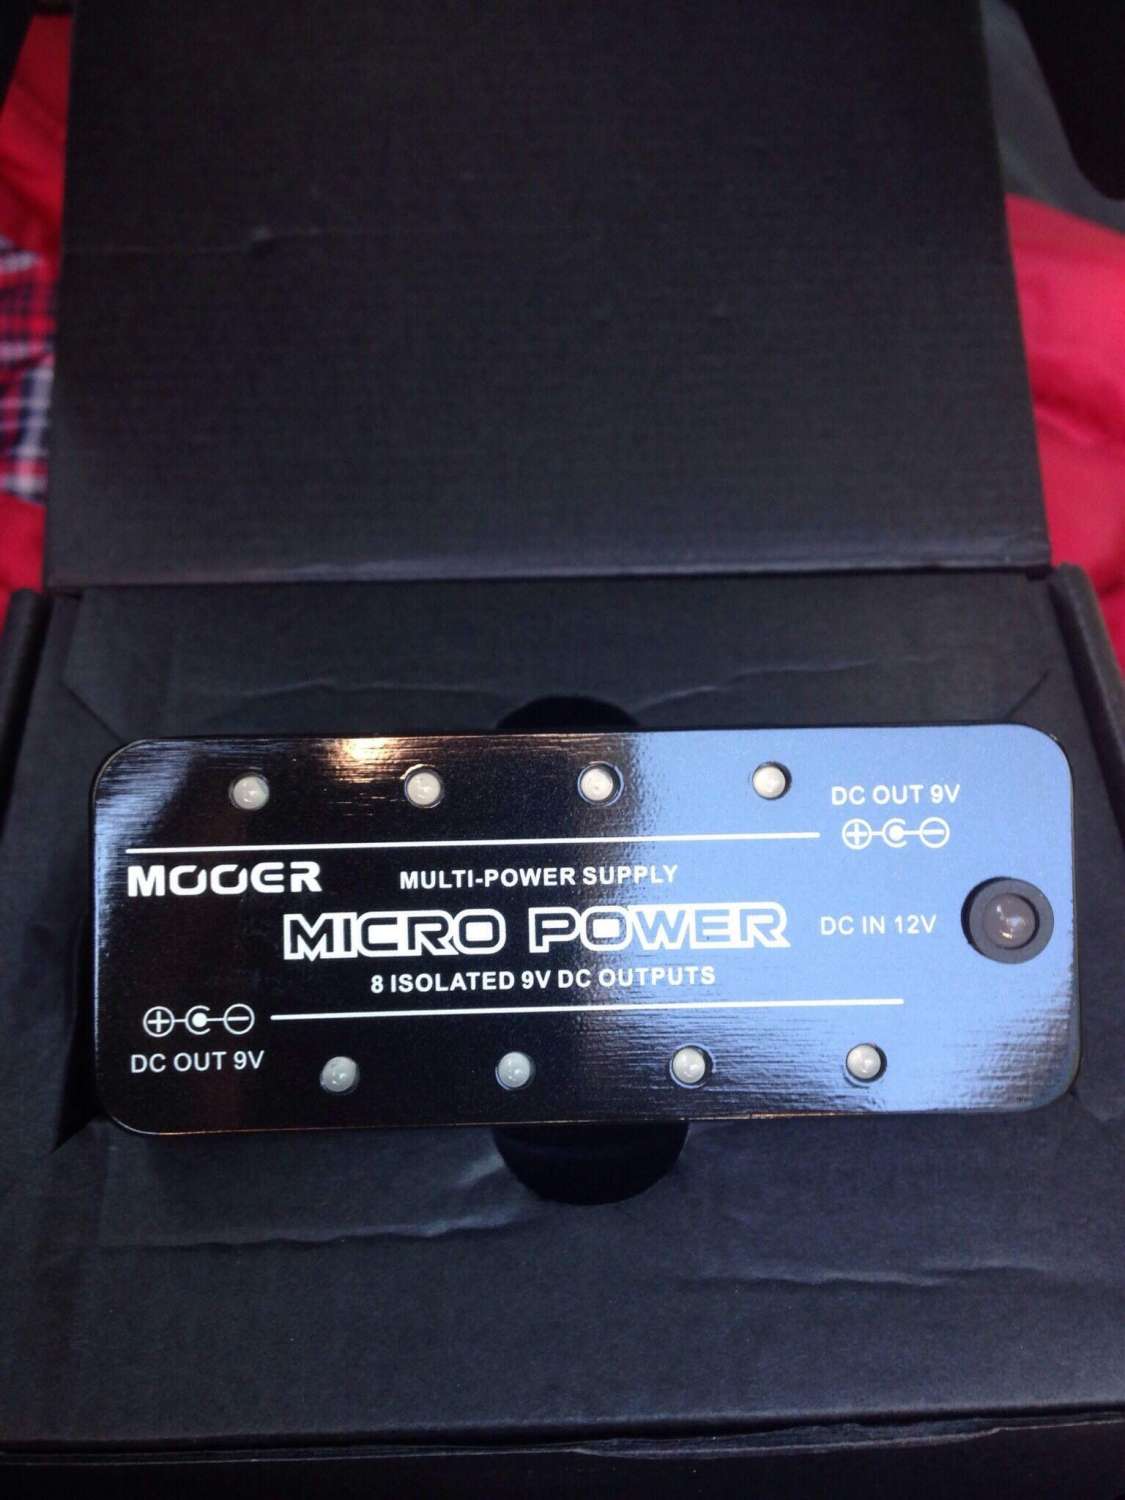 DC OUT 9V
MOOER
MULTI-POWER SUPPLY
MICRO POWER
DC IN 12V
8 ISOLATED 9V DC OUTPUTS
DC OUT 9V